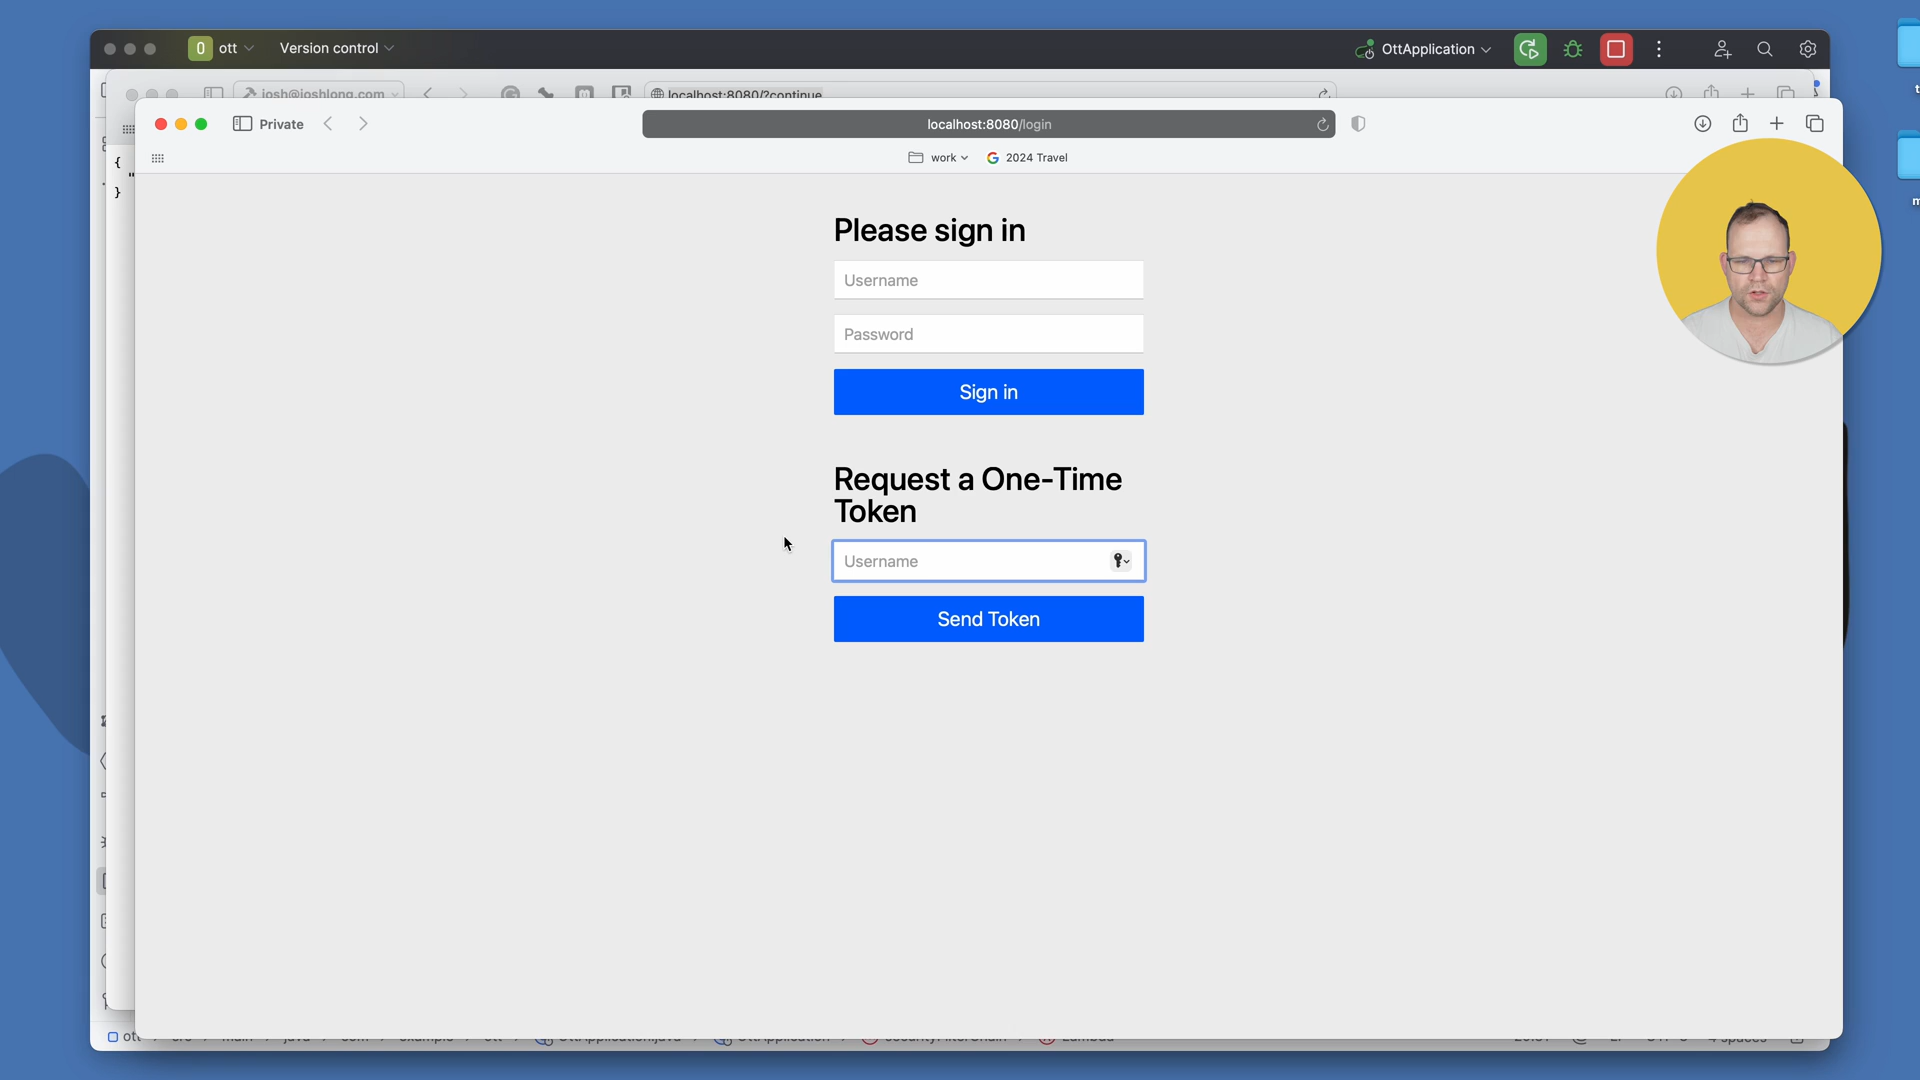 0 ott Version control OttApplication
josh@joshlong.com localhost:8080/?continue
Private localhost:8080/login
work 2024 Travel
{
"
}
Please sign in
Username
Password
Sign in
Request a One-Time
Token
Username
Send Token